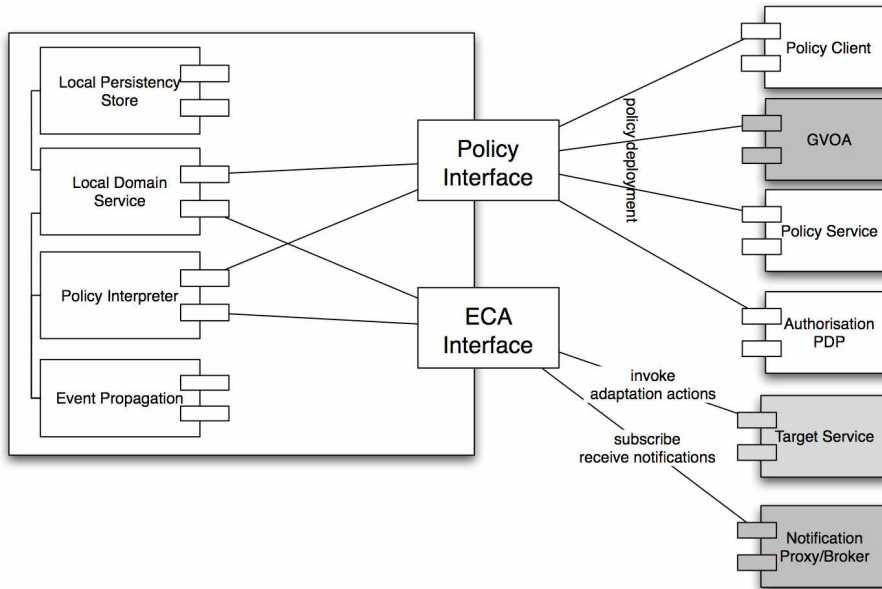 Local Persistency
Store
Local Domain
Service
Policy Interpreter
Event Propagation
Policy
Interface
ECA
Interface
policy deployment
invoke
adaptation actions
subscribe
receive notifications
Policy Client
GVOA
Policy Service
Authorisation
PDP
Target Service
Notification
Proxy/Broker